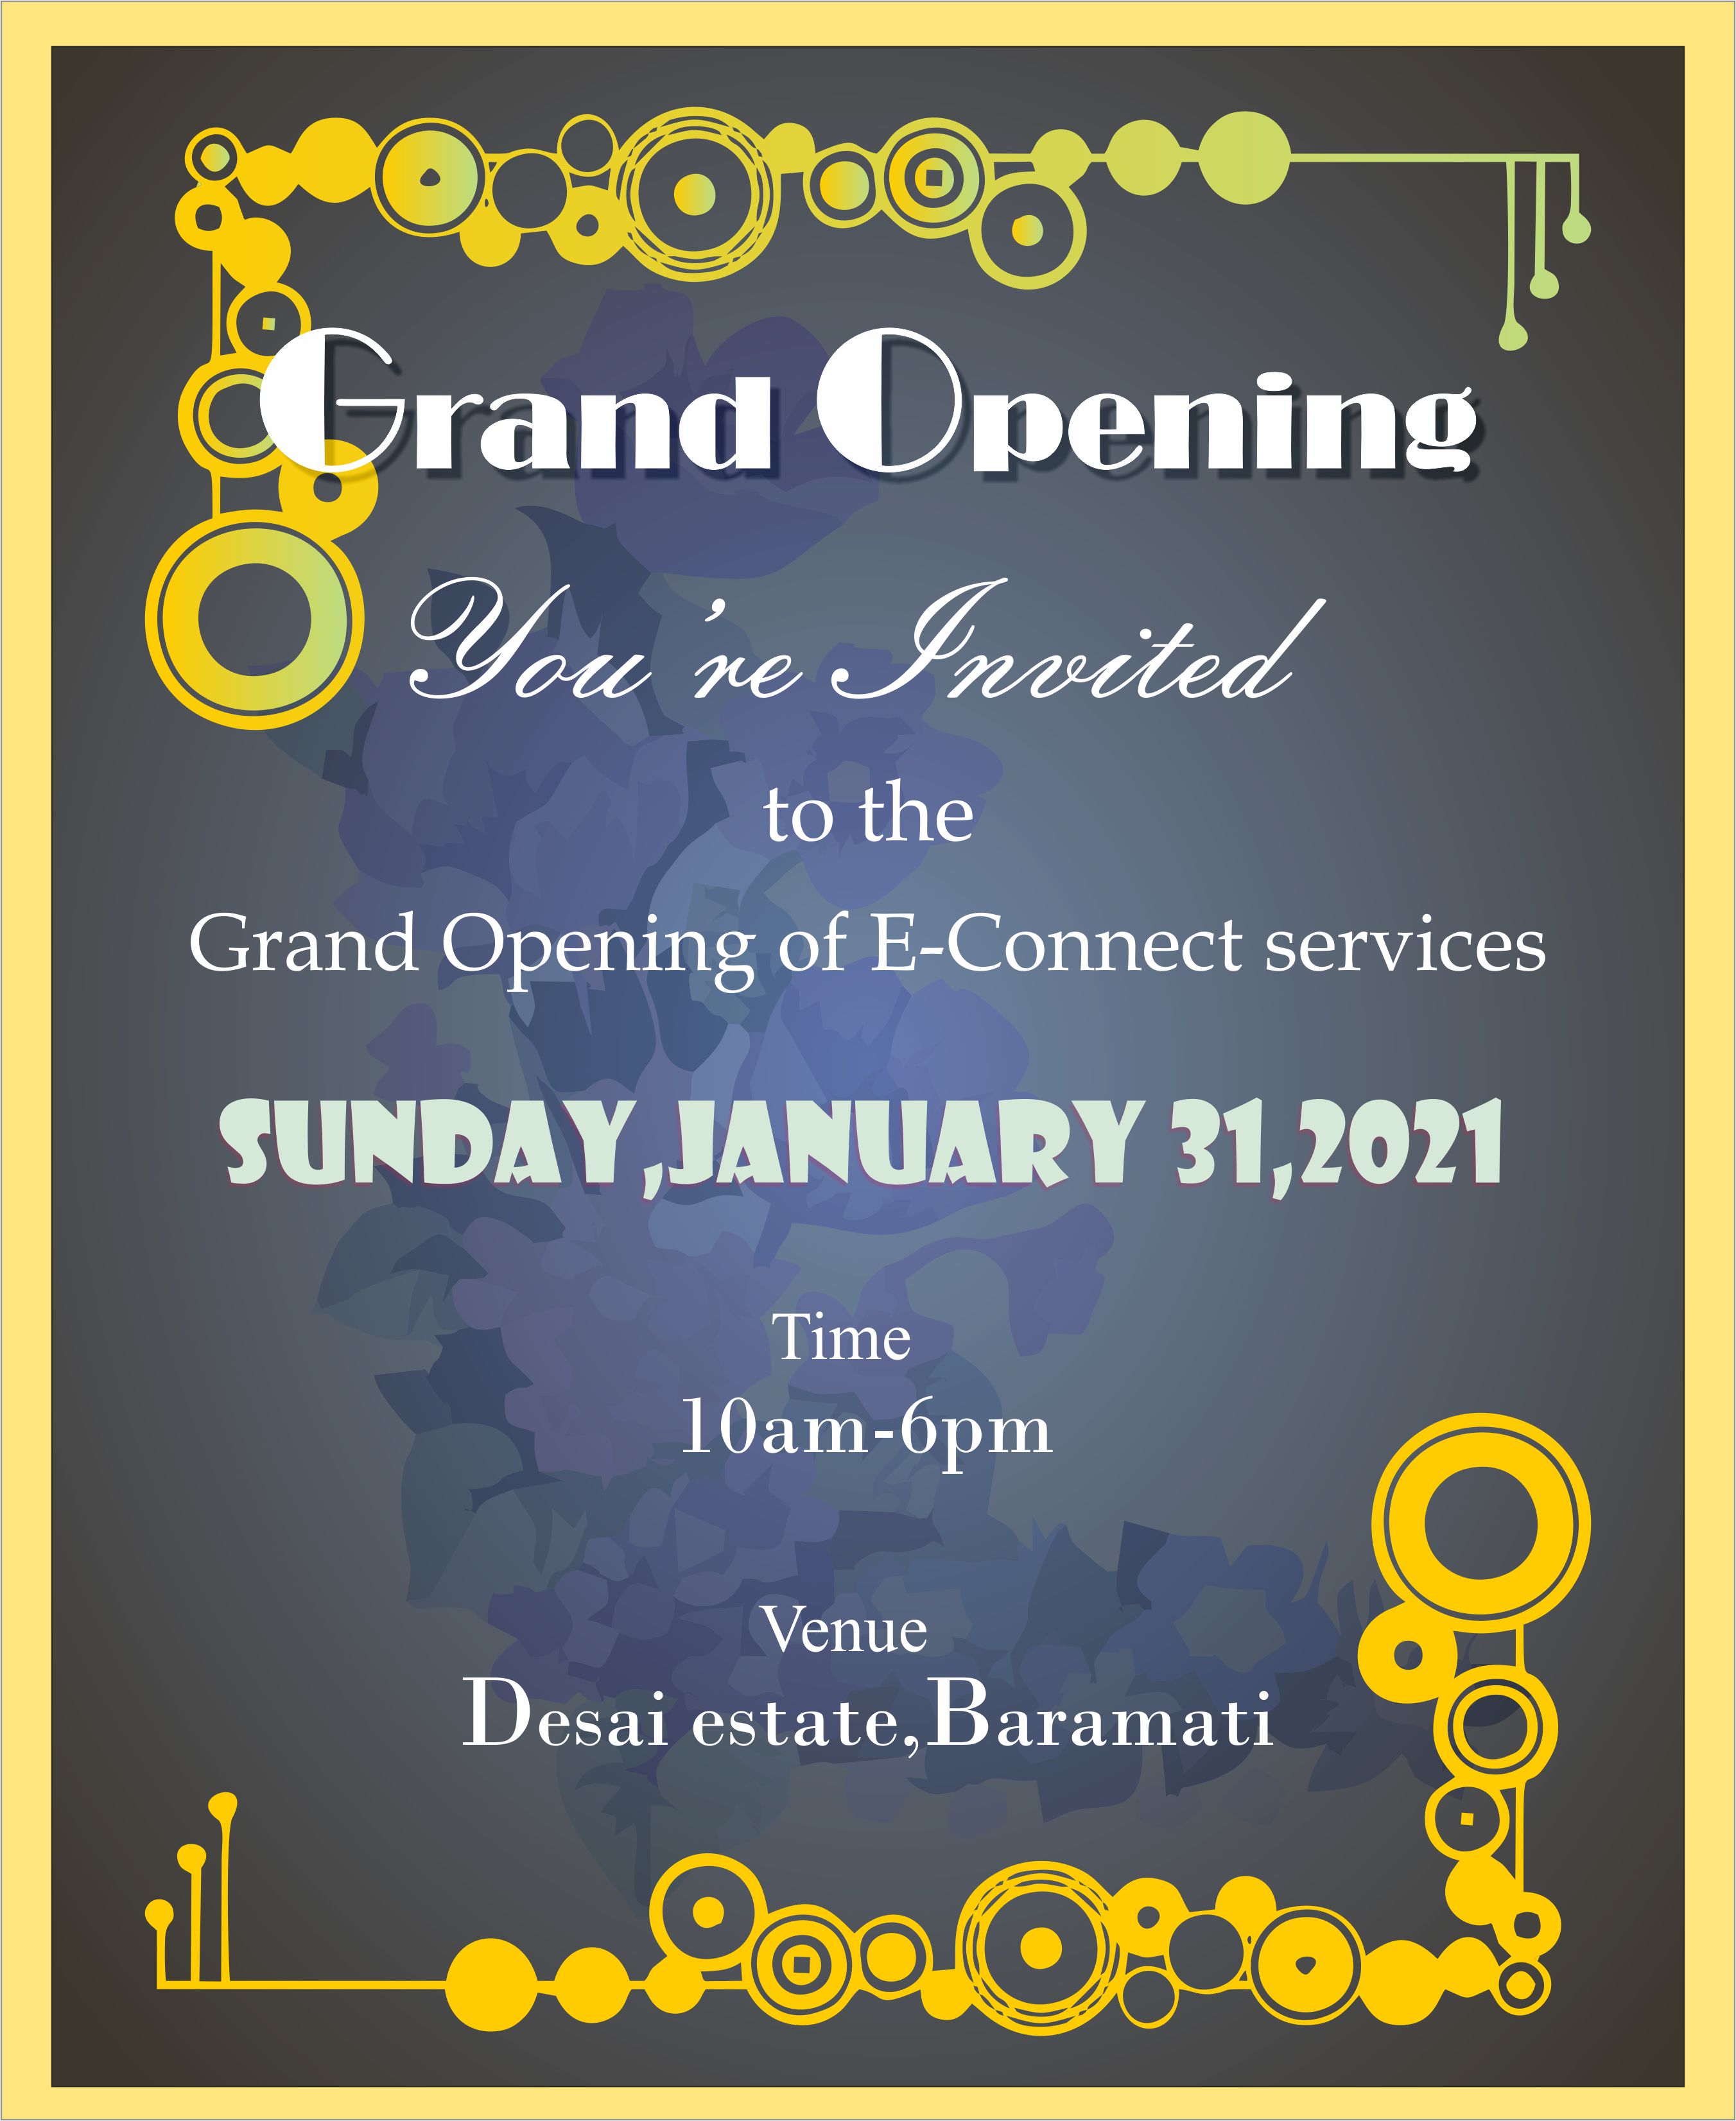 Grand Opening
You're Invited
to the
Grand Opening of E-Connect services
SUNDAY,JANUARY 31,2021
Time
10am-6pm
Venue
Desai estate,Baramati